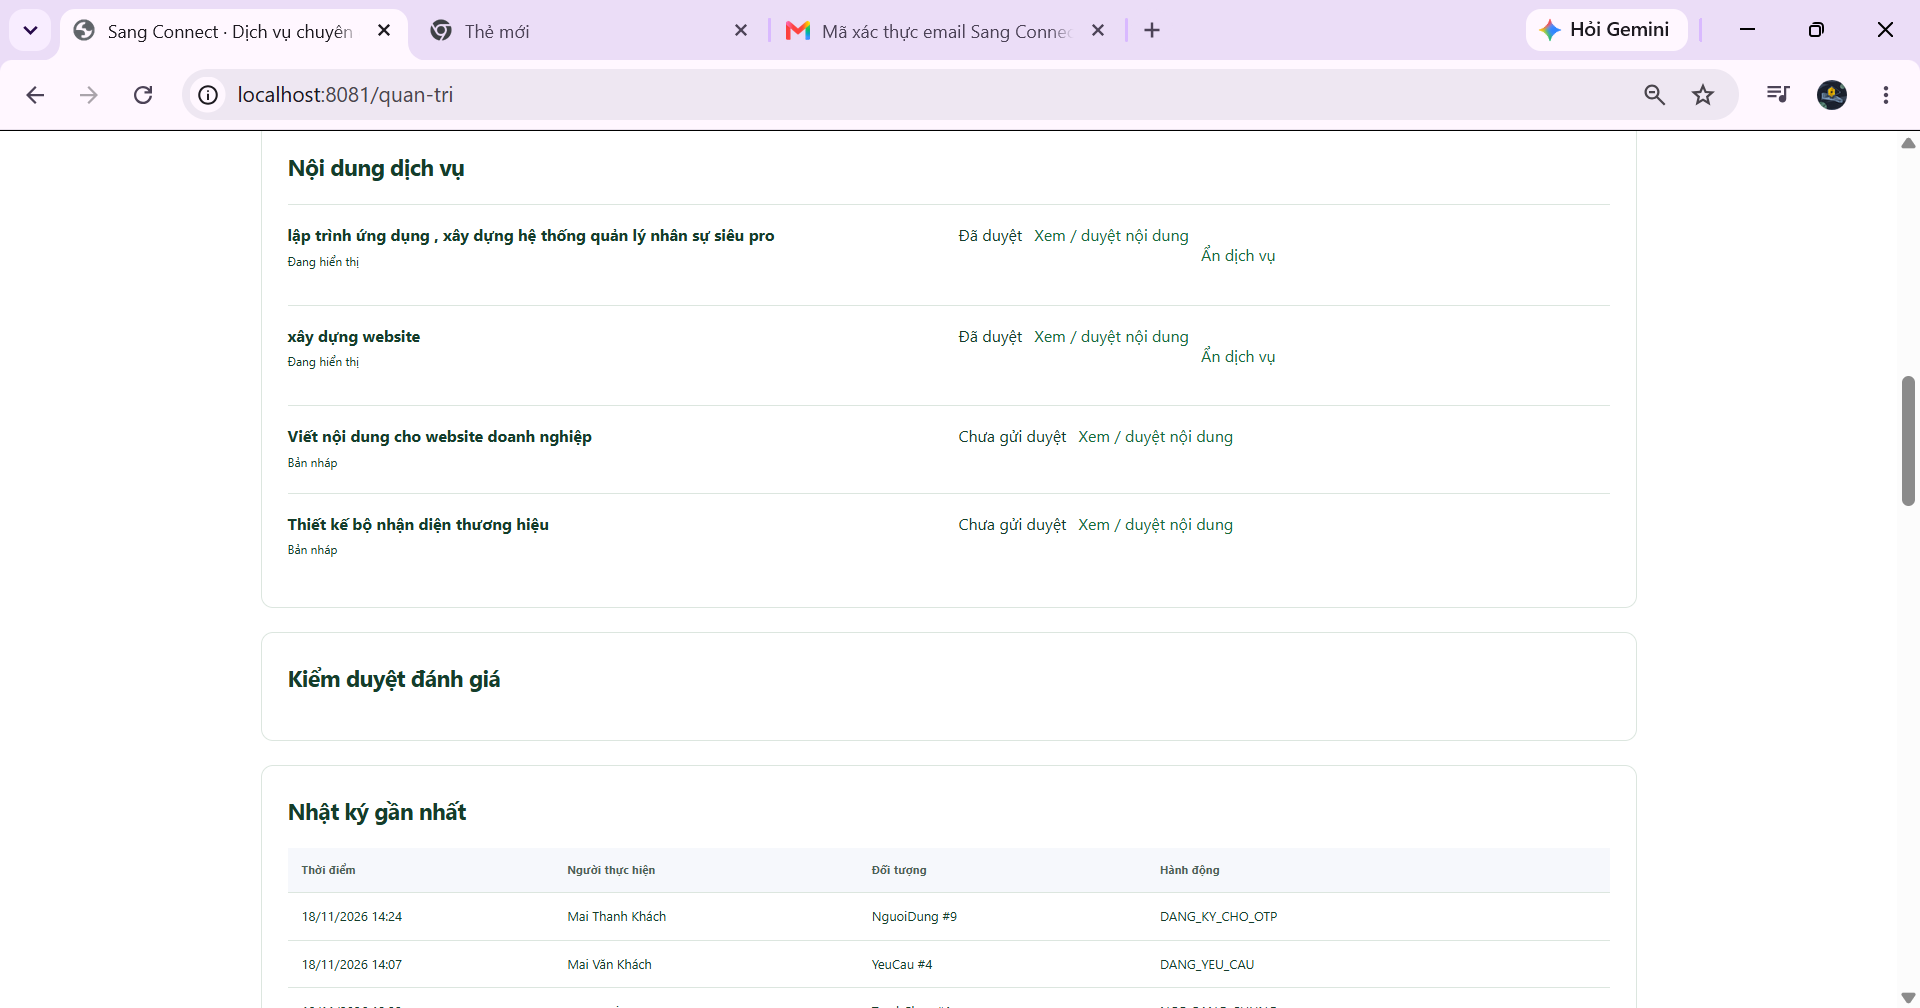 Sang Connect · Dịch vụ chuyên
Thẻ mới
Mã xác thực email Sang Connec
Hỏi Gemini
localhost:8081/quan-tri
Nội dung dịch vụ
lập trình ứng dụng , xây dựng hệ thống quản lý nhân sự siêu pro
Đang hiển thị
Đã duyệt Xem / duyệt nội dung
Ẩn dịch vụ
xây dựng website
Đang hiển thị
Đã duyệt Xem / duyệt nội dung
Ẩn dịch vụ
Viết nội dung cho website doanh nghiệp
Bản nháp
Chưa gửi duyệt Xem / duyệt nội dung
Thiết kế bộ nhận diện thương hiệu
Bản nháp
Chưa gửi duyệt Xem / duyệt nội dung
Kiểm duyệt đánh giá
Nhật ký gần nhất
Thời điểm Người thực hiện Đối tượng Hành động
18/11/2026 14:24 Mai Thanh Khách NguoiDung #9 DANG_KY_CHO_OTP
18/11/2026 14:07 Mai Văn Khách YeuCau #4 DANG_YEU_CAU